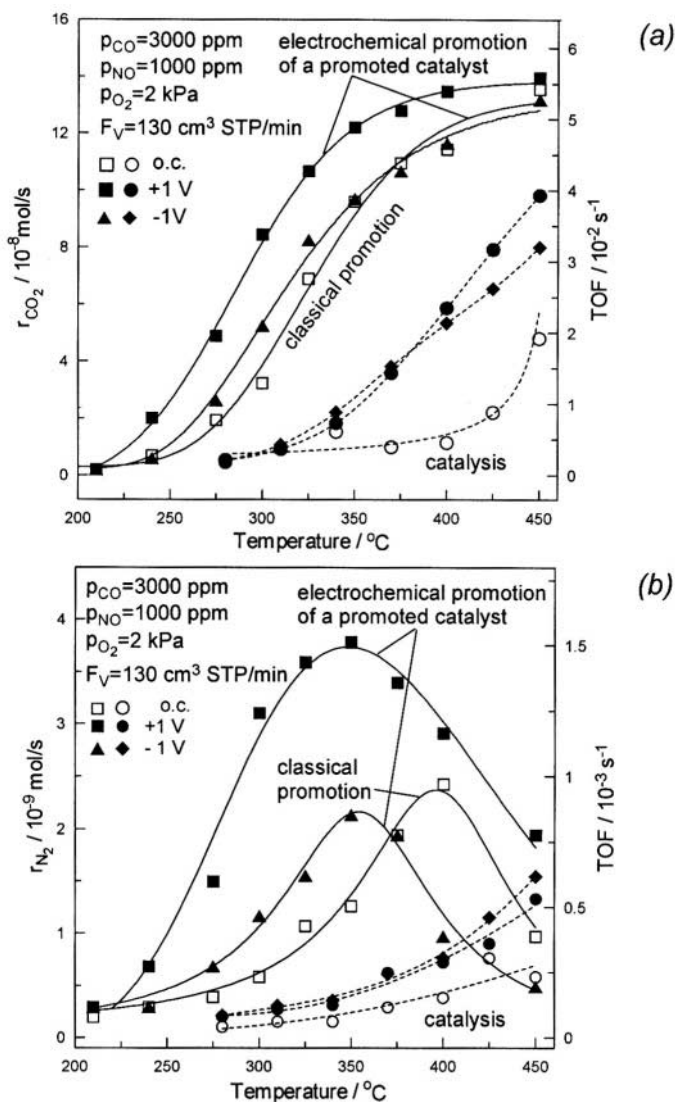 (a)
p_CO=3000 ppm
p_NO=1000 ppm
p_O2=2 kPa
F_V=130 cm³ STP/min
o.c.
+1 V
-1V
electrochemical promotion
of a promoted catalyst
classical promotion
catalysis
r_CO2 / 10⁻⁸mol/s
16
12
8
4
0
TOF / 10⁻² s⁻¹
6
5
4
3
2
1
0
200 250 300 350 400 450
Temperature / °C
(b)
p_CO=3000 ppm
p_NO=1000 ppm
p_O2=2 kPa
F_V=130 cm³ STP/min
o.c.
+1 V
- 1 V
electrochemical promotion
of a promoted catalyst
classical
promotion
catalysis
r_N2 / 10⁻⁹ mol/s
4
3
2
1
0
TOF / 10⁻³ s⁻¹
1.5
1.0
0.5
0
200 250 300 350 400 450
Temperature / °C